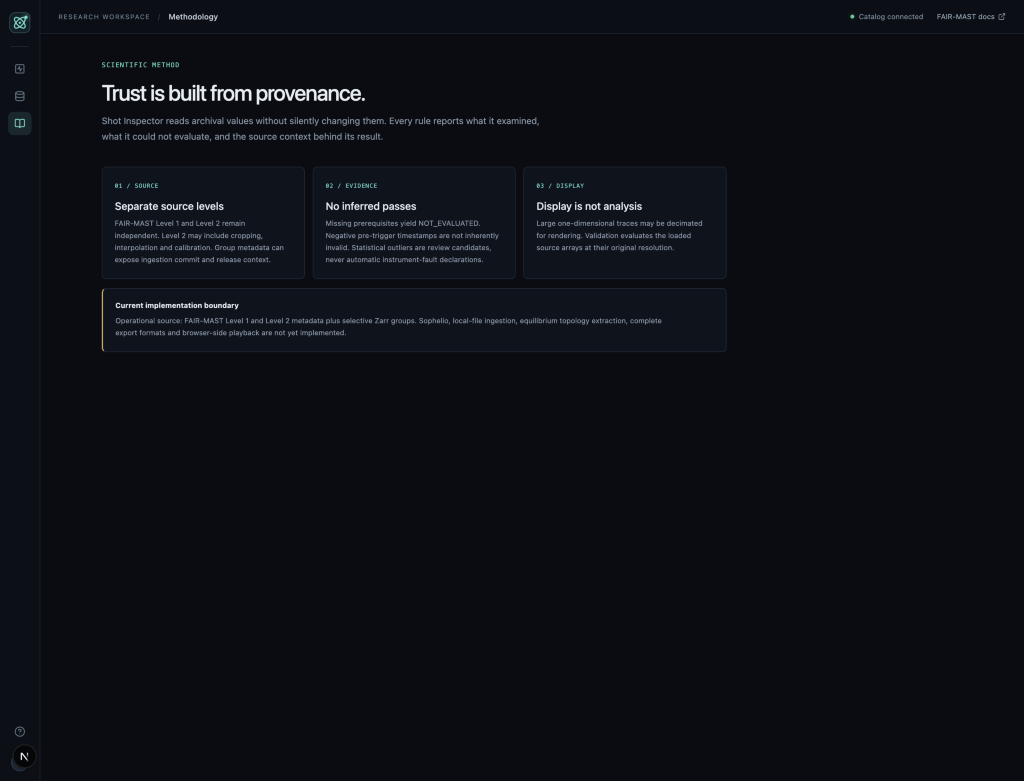 RESEARCH WORKSPACE / Methodology
Catalog connected
FAIR-MAST docs
SCIENTIFIC METHOD
Trust is built from provenance.
Shot Inspector reads archival values without silently changing them. Every rule reports what it examined,
what it could not evaluate, and the source context behind its result.
01 / SOURCE
Separate source levels
FAIR-MAST Level 1 and Level 2 remain
independent. Level 2 may include cropping,
interpolation and calibration. Group metadata can
expose ingestion commit and release context.
02 / EVIDENCE
No inferred passes
Missing prerequisites yield NOT_EVALUATED.
Negative pre-trigger timestamps are not inherently
invalid. Statistical outliers are review candidates,
never automatic instrument-fault declarations.
03 / DISPLAY
Display is not analysis
Large one-dimensional traces may be decimated
for rendering. Validation evaluates the loaded
source arrays at their original resolution.
Current implementation boundary
Operational source: FAIR-MAST Level 1 and Level 2 metadata plus selective Zarr groups. Sophelio, local-file ingestion, equilibrium topology extraction, complete
export formats and browser-side playback are not yet implemented.
N